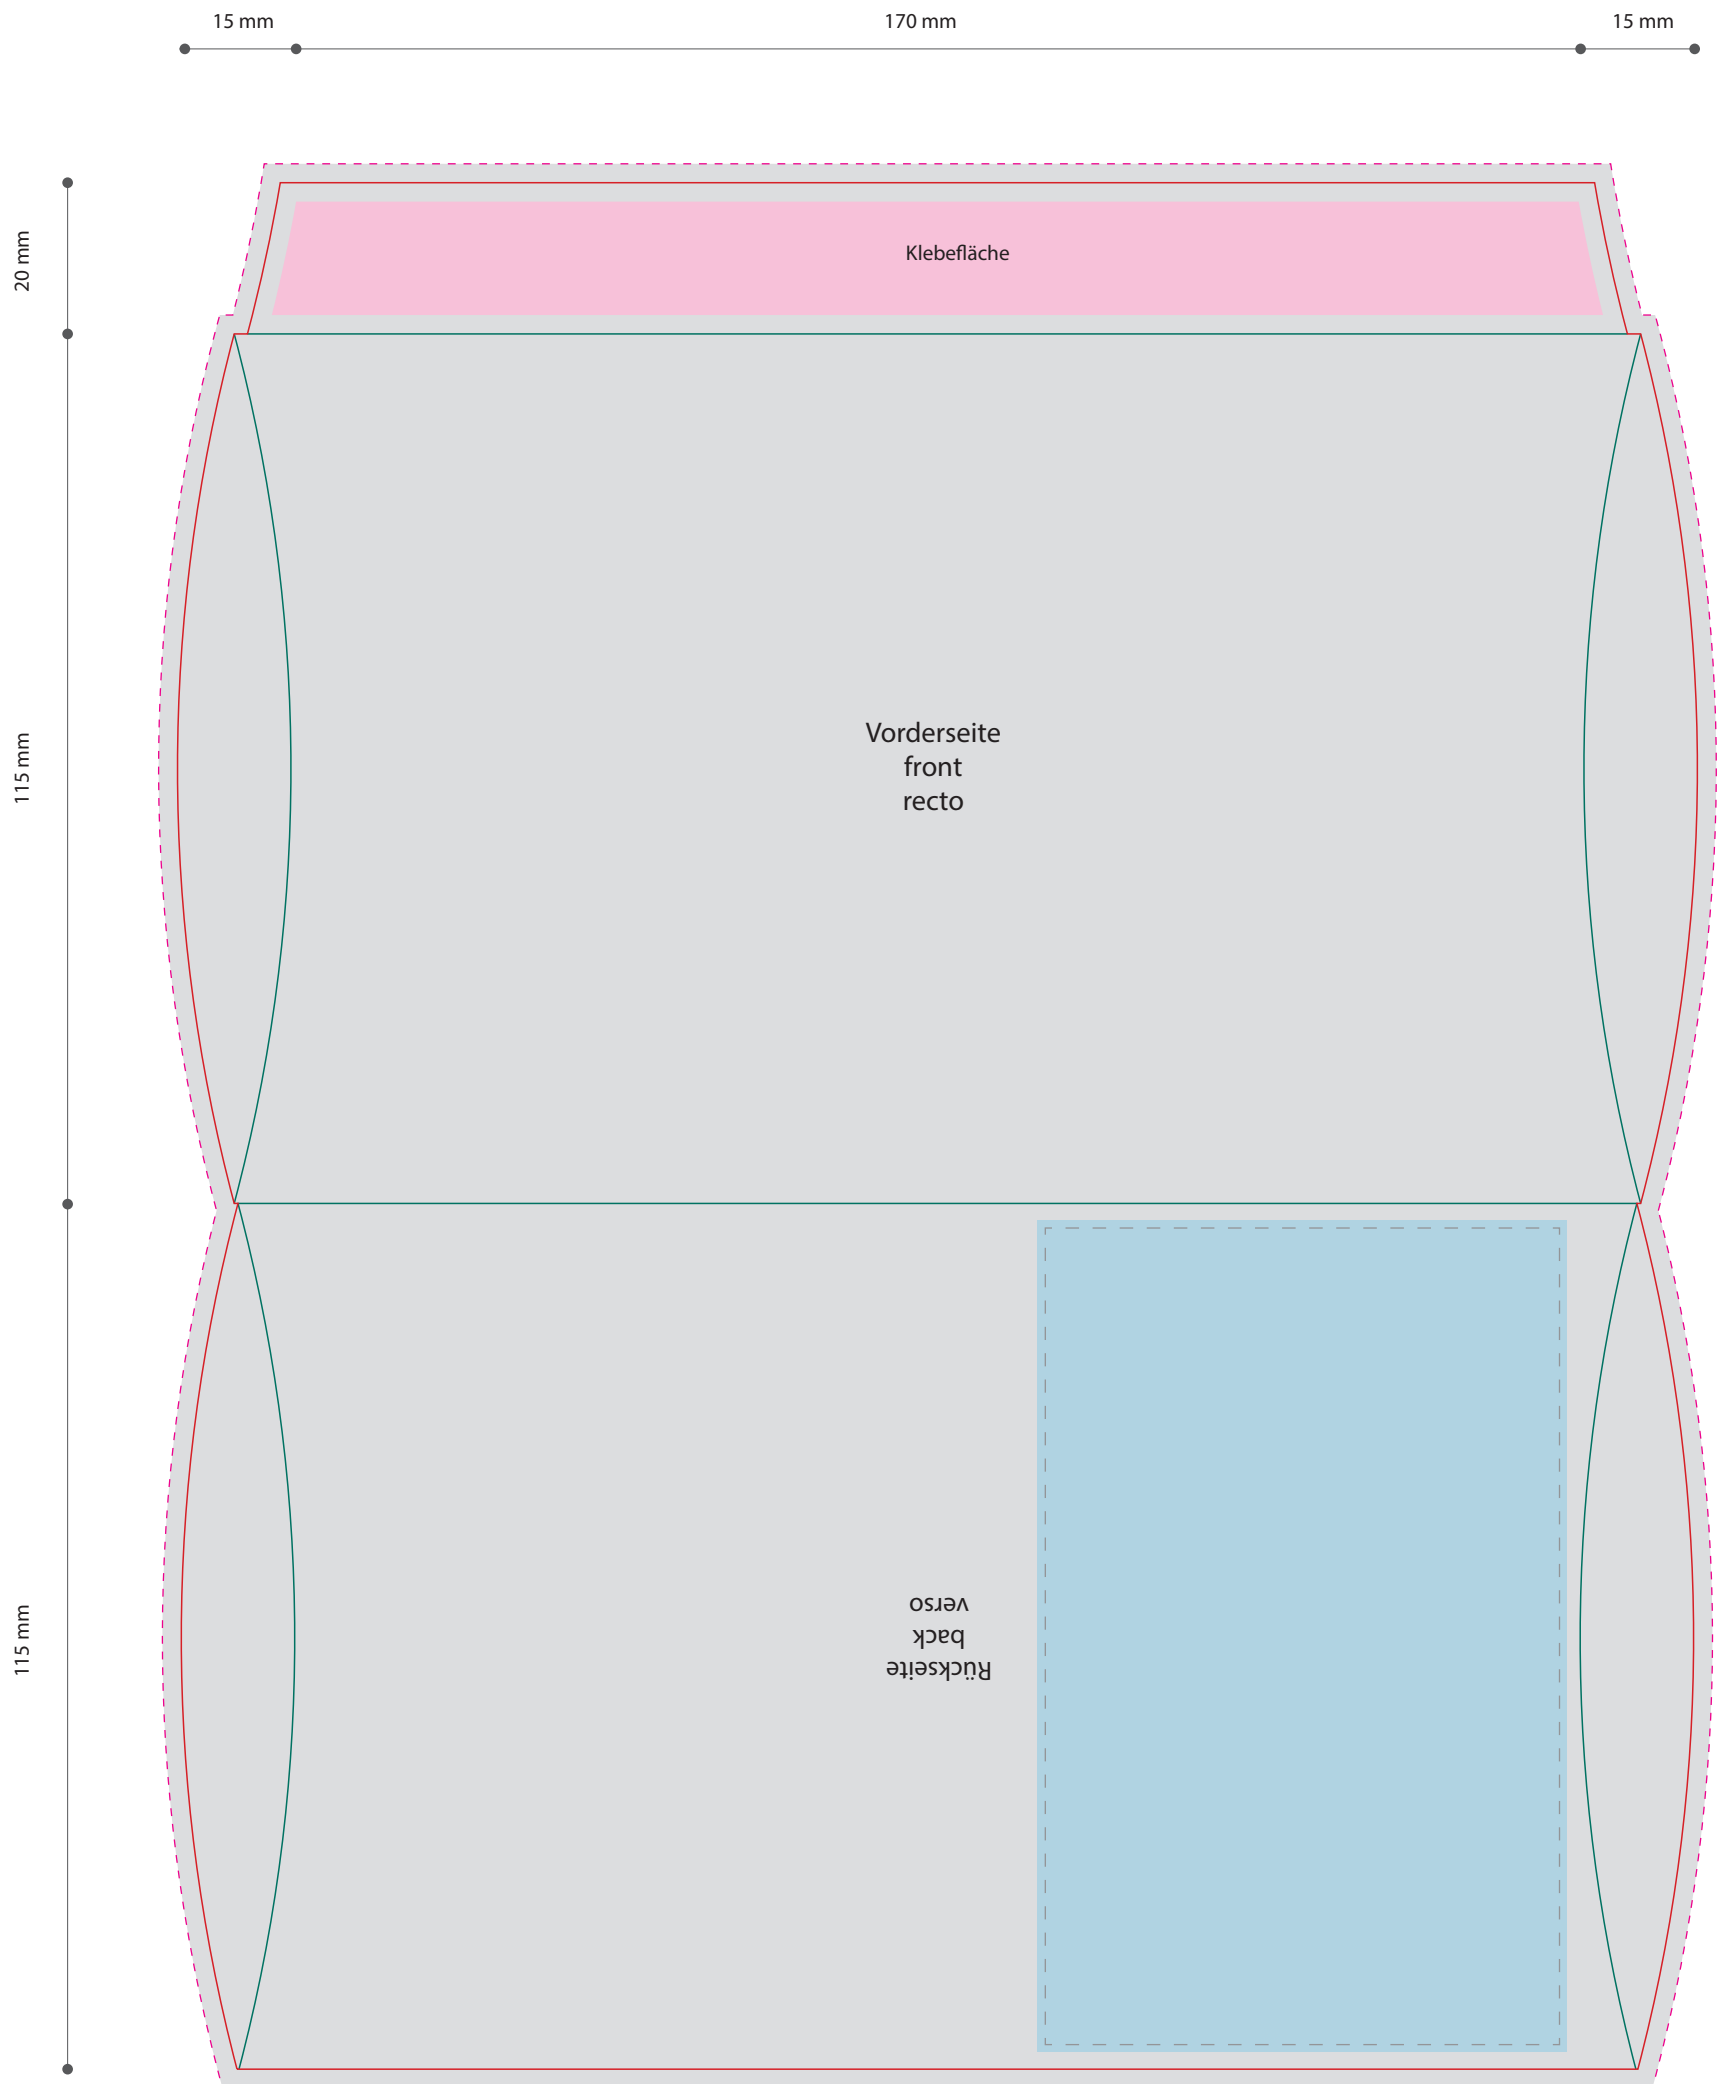 15 mm
170 mm
15 mm
20 mm
Klebefläche
115 mm
Vorderseite
front
recto
115 mm
Rückseite
back
verso